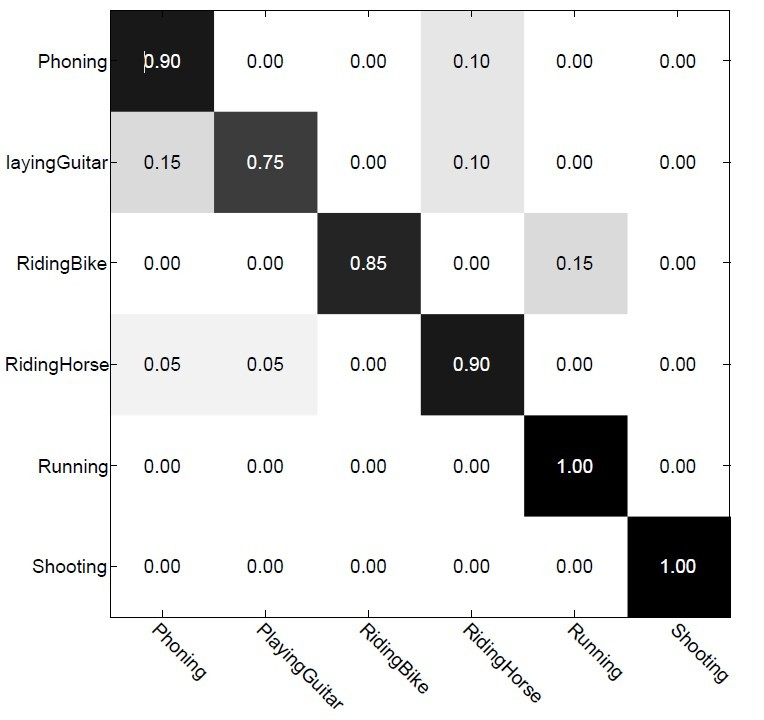 Phoning 0.90 0.00 0.00 0.10 0.00 0.00
layingGuitar 0.15 0.75 0.00 0.10 0.00 0.00
RidingBike 0.00 0.00 0.85 0.00 0.15 0.00
RidingHorse 0.05 0.05 0.00 0.90 0.00 0.00
Running 0.00 0.00 0.00 0.00 1.00 0.00
Shooting 0.00 0.00 0.00 0.00 0.00 1.00
Phoning PlayingGuitar RidingBike RidingHorse Running Shooting